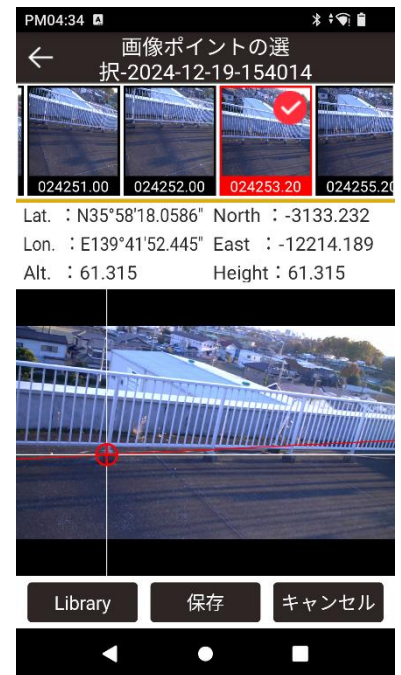 PM04:34 A
画像ポイントの選
択-2024-12-19-154014
024251.00 024252.00 024253.20 024255.20
Lat. ：N35°58'18.0586" North ：-3133.232
Lon. ：E139°41'52.445" East ：-12214.189
Alt. ：61.315 Height：61.315
Library 保存 キャンセル